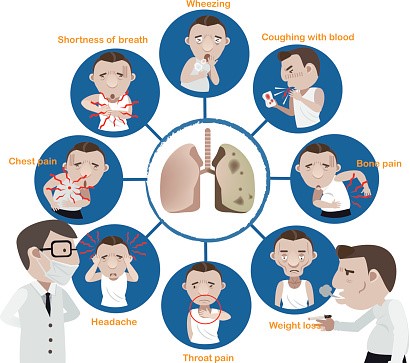 Wheezing
Shortness of breath
Coughing with blood
Chest pain
Bone pain
Headache
Weight loss
Throat pain